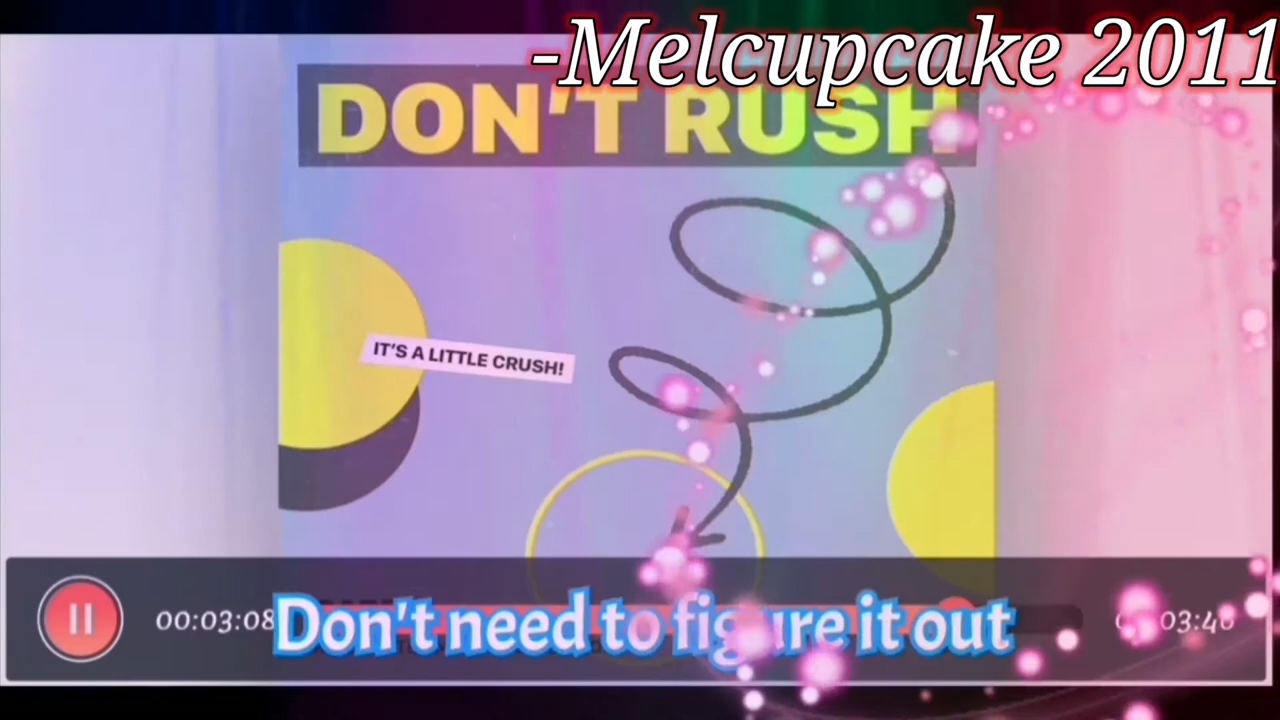 -Melcupcake 2011
DON'T RUSH
IT'S A LITTLE CRUSH!
00:03:08
Don't need to figure it out